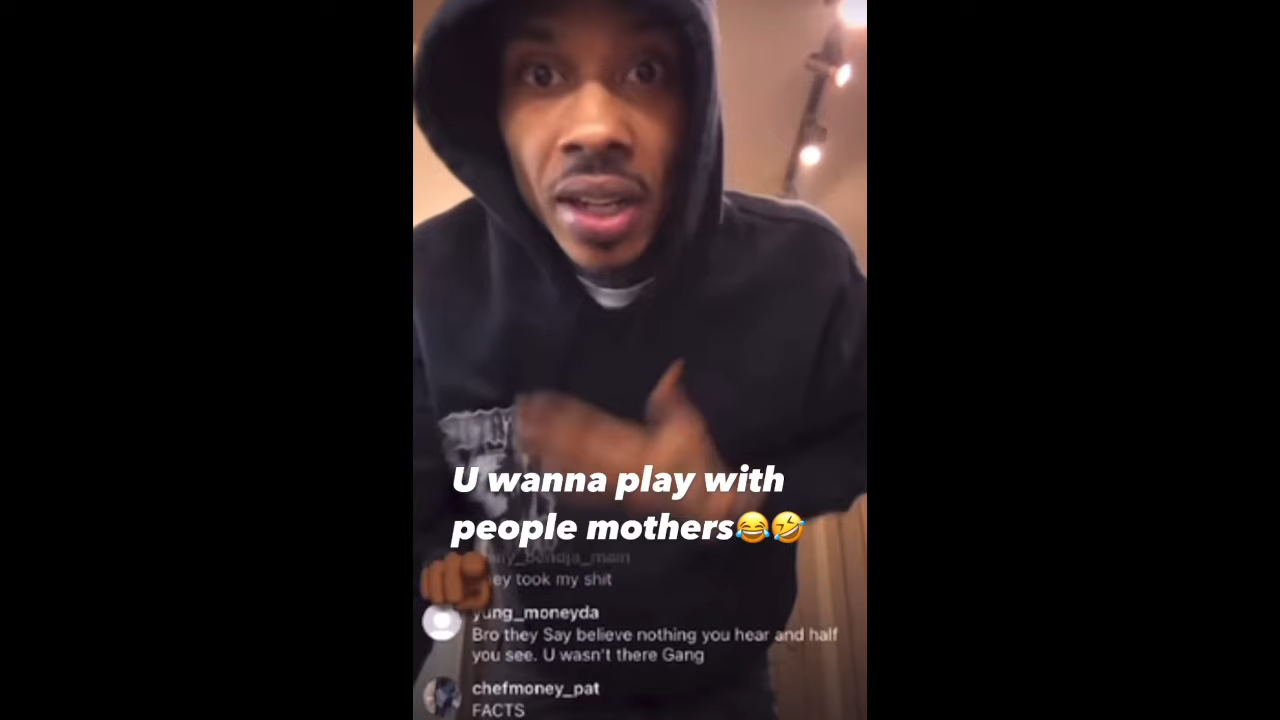 U wanna play with
people mothers😂🤣
ey took my shit
yung_moneyda
Bro they Say believe nothing you hear and half
you see. U wasn't there Gang
chefmoney_pat
FACTS